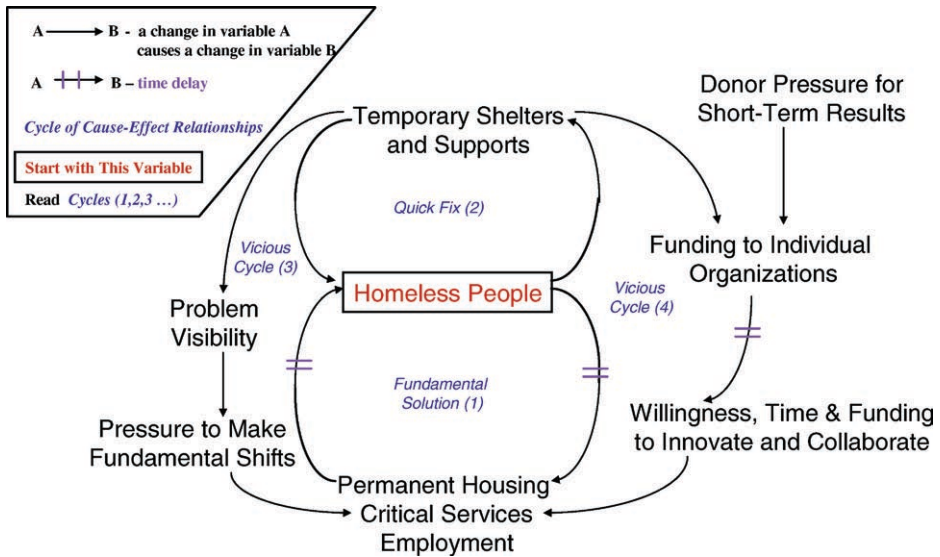 A B - a change in variable A
causes a change in variable B
A B – time delay
Cycle of Cause-Effect Relationships
Start with This Variable
Read Cycles (1,2,3 ...)
Donor Pressure for
Short-Term Results
Temporary Shelters
and Supports
Quick Fix (2)
Vicious
Cycle (3)
Funding to Individual
Organizations
Homeless People
Vicious
Cycle (4)
Problem
Visibility
Fundamental
Solution (1)
Willingness, Time & Funding
to Innovate and Collaborate
Pressure to Make
Fundamental Shifts
Permanent Housing
Critical Services
Employment